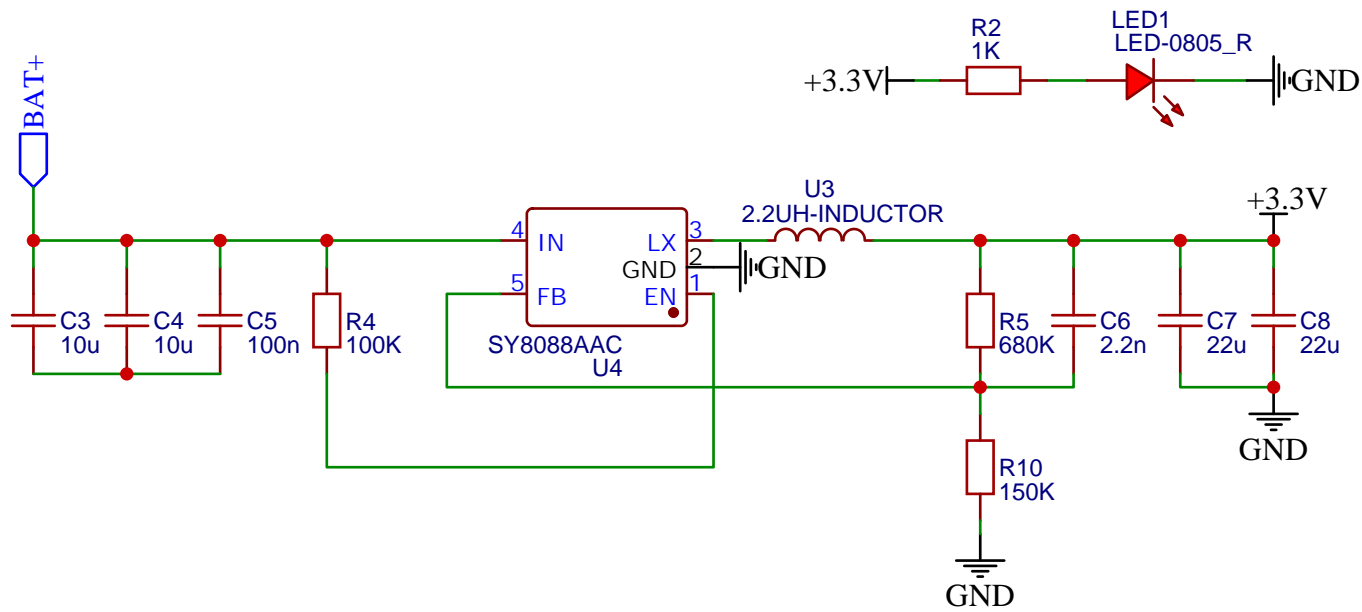 R2
1K
LED1
LED-0805_R
+3.3V
GND
BAT+
U3
2.2UH-INDUCTOR
+3.3V
4
IN
LX
3
GND
2
GND
5
FB
EN
1
SY8088AAC
U4
C3
10u
C4
10u
C5
100n
R4
100K
R5
680K
C6
2.2n
C7
22u
C8
22u
GND
R10
150K
GND